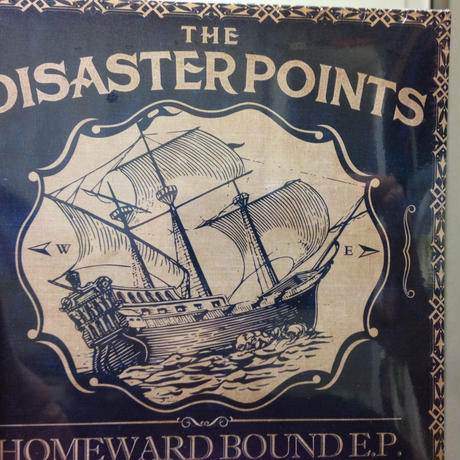 THE
DISASTER POINTS
W E
HOMEWARD BOUND E.P.